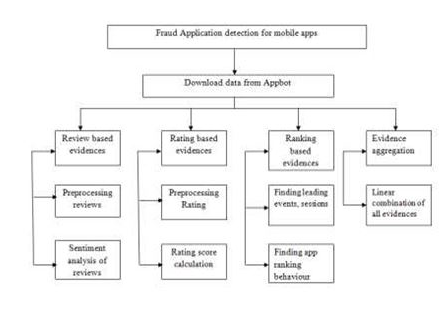 Fraud Application detection for mobile apps
Download data from Appbot
Review based
evidences
Preprocessing
reviews
Sentiment
analysis of
reviews
Rating based
evidences
Preprocessing
Rating
Rating score
calculation
Ranking
based
evidences
Finding leading
events, sessions
Finding app
ranking
behaviour
Evidence
aggregation
Linear
combination of
all evidences